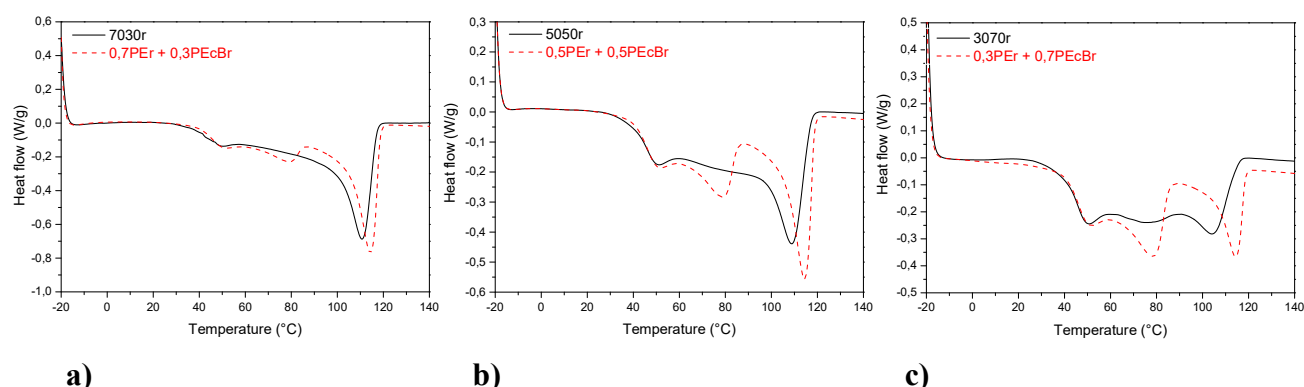 0,6
0,4
0,2
0,0
-0,2
-0,4
-0,6
-0,8
-1,0
Heat flow (W/g)
7030r
0,7PEr + 0,3PEcBr
-20 0 20 40 60 80 100 120 140
Temperature (°C)
a)
0,3
0,2
0,1
0,0
-0,1
-0,2
-0,3
-0,4
-0,5
-0,6
Heat flow (W/g)
5050r
0,5PEr + 0,5PEcBr
-20 0 20 40 60 80 100 120 140
Temperature (°C)
b)
0,5
0,4
0,3
0,2
0,1
0,0
-0,1
-0,2
-0,3
-0,4
-0,5
Heat flow (W/g)
3070r
0,3PEr + 0,7PEcBr
-20 0 20 40 60 80 100 120 140
Temperature (°C)
c)